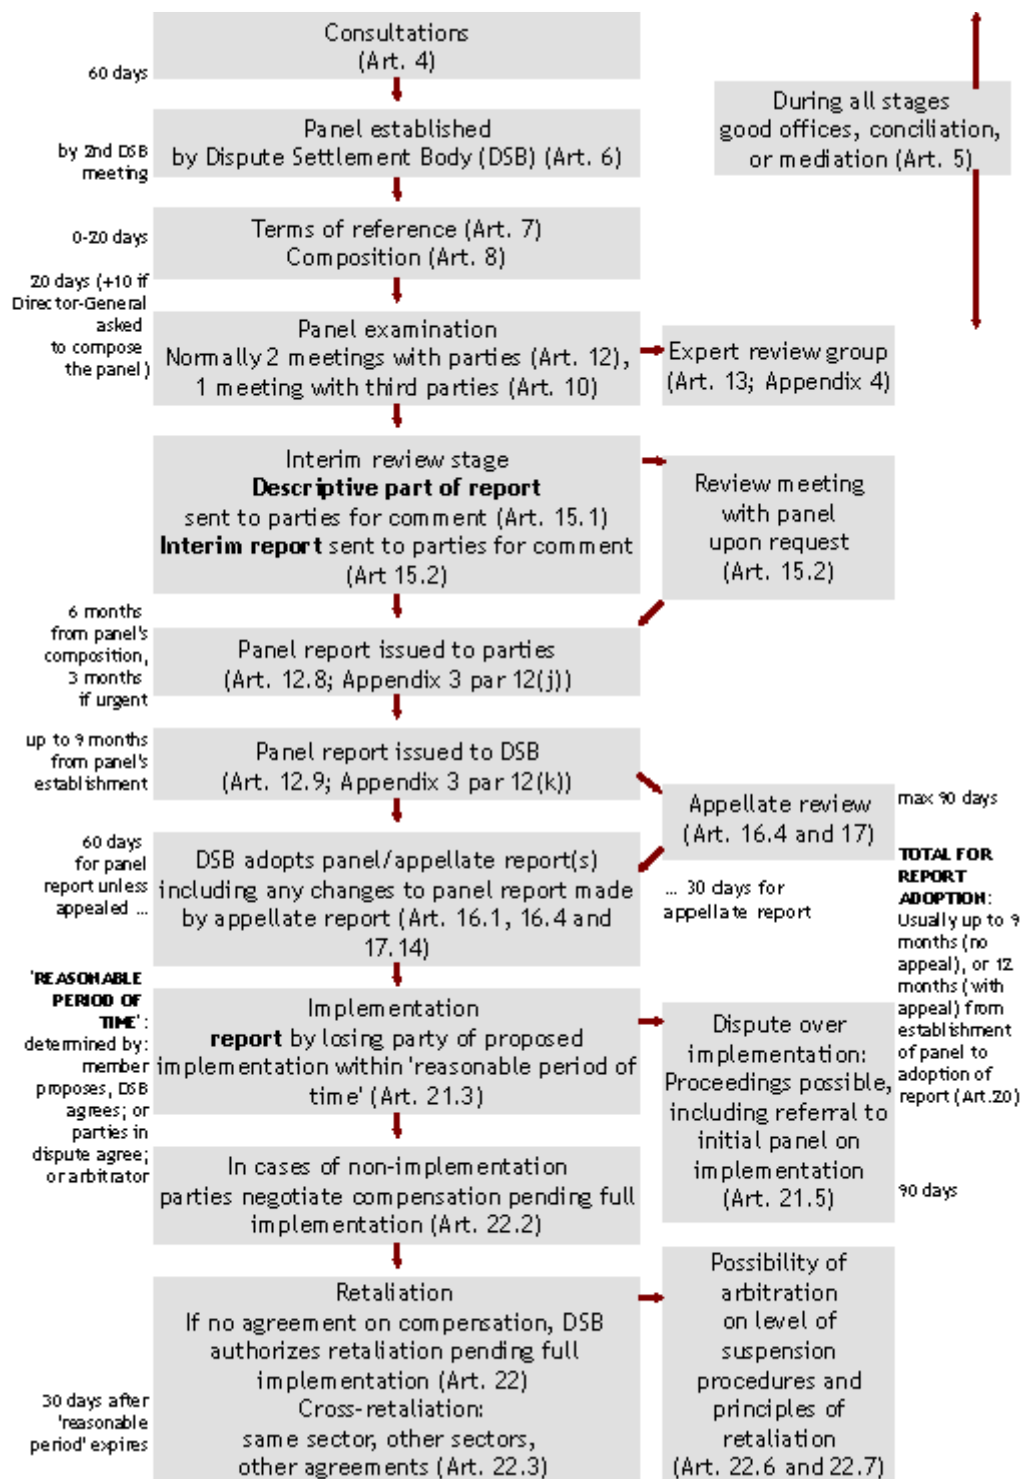 Consultations
(Art. 4)
60 days
During all stages
good offices, conciliation,
or mediation (Art. 5)
Panel established
by Dispute Settlement Body (DSB) (Art. 6)
by 2nd DSB
meeting
0-20 days
Terms of reference (Art. 7)
Composition (Art. 8)
20 days (+10 if
Director-General
asked
to compose
the panel)
Panel examination
Normally 2 meetings with parties (Art. 12),
1 meeting with third parties (Art. 10)
Expert review group
(Art. 13; Appendix 4)
Interim review stage
Descriptive part of report
sent to parties for comment (Art. 15.1)
Interim report sent to parties for comment
(Art 15.2)
Review meeting
with panel
upon request
(Art. 15.2)
6 months
from panel's
composition,
3 months
if urgent
Panel report issued to parties
(Art. 12.8; Appendix 3 par 12(j))
up to 9 months
from panel's
establishment
Panel report issued to DSB
(Art. 12.9; Appendix 3 par 12(k))
Appellate review
(Art. 16.4 and 17)
max 90 days
60 days
for panel
report unless
appealed ...
DSB adopts panel/appellate report(s)
including any changes to panel report made
by appellate report (Art. 16.1, 16.4 and
17.14)
... 30 days for
appellate report
TOTAL FOR
REPORT
ADOPTION:
Usually up to 9
months (no
appeal), or 12
months (with
appeal) from
establishment
of panel to
adoption of
report (Art.20)
'REASONABLE
PERIOD OF
TIME':
determined by:
member
proposes, DSB
agrees; or
parties in
dispute agree;
or arbitrator
Implementation
report by losing party of proposed
implementation within 'reasonable period of
time' (Art. 21.3)
Dispute over
implementation:
Proceedings possible,
including referral to
initial panel on
implementation
(Art. 21.5)
90 days
In cases of non-implementation
parties negotiate compensation pending full
implementation (Art. 22.2)
Retaliation
If no agreement on compensation, DSB
authorizes retaliation pending full
implementation (Art. 22)
Cross-retaliation:
same sector, other sectors,
other agreements (Art. 22.3)
30 days after
'reasonable
period' expires
Possibility of
arbitration
on level of
suspension
procedures and
principles of
retaliation
(Art. 22.6 and 22.7)